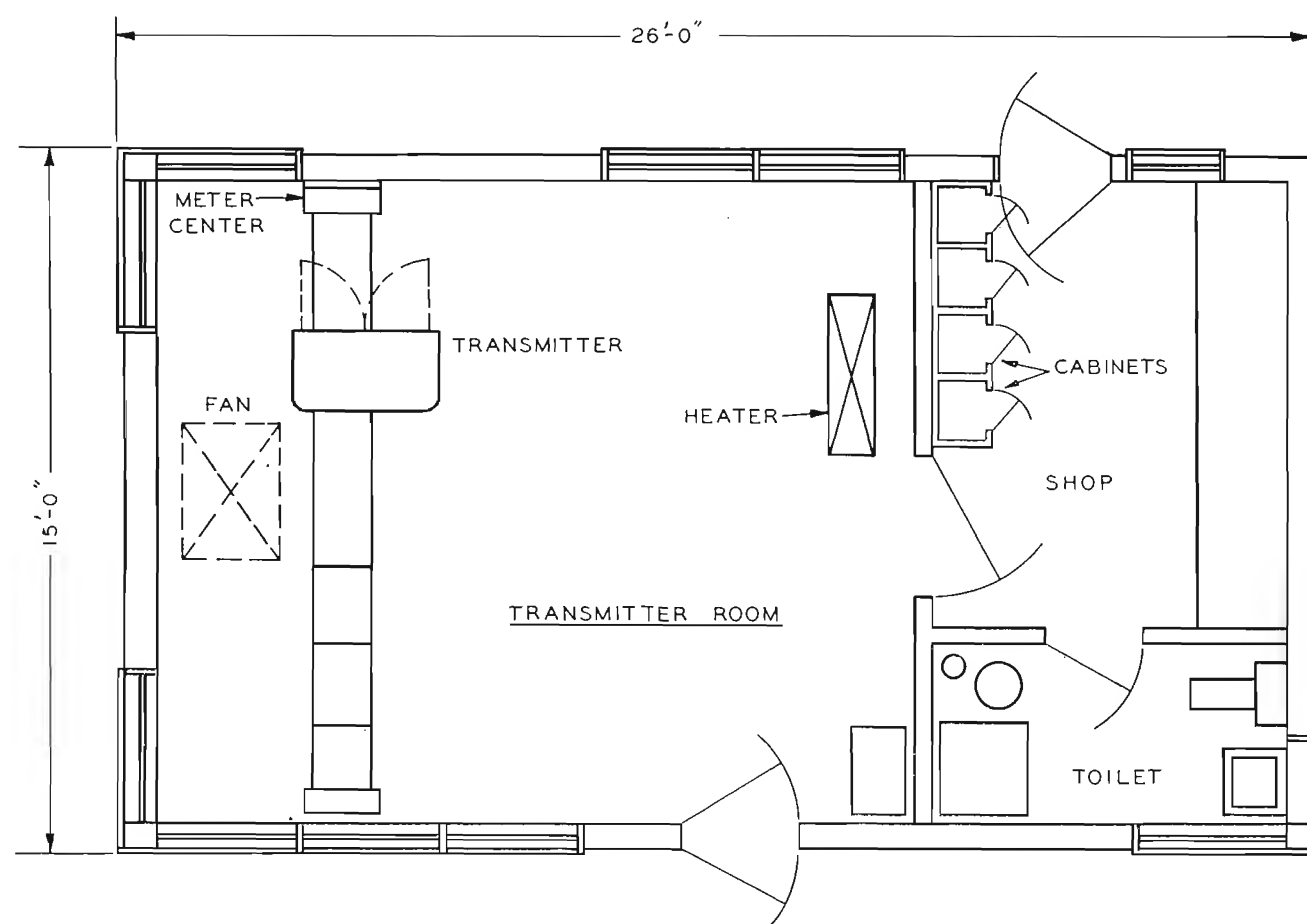 26'-0"
METER
CENTER
TRANSMITTER
FAN
HEATER
CABINETS
SHOP
15'-0"
TRANSMITTER ROOM
TOILET